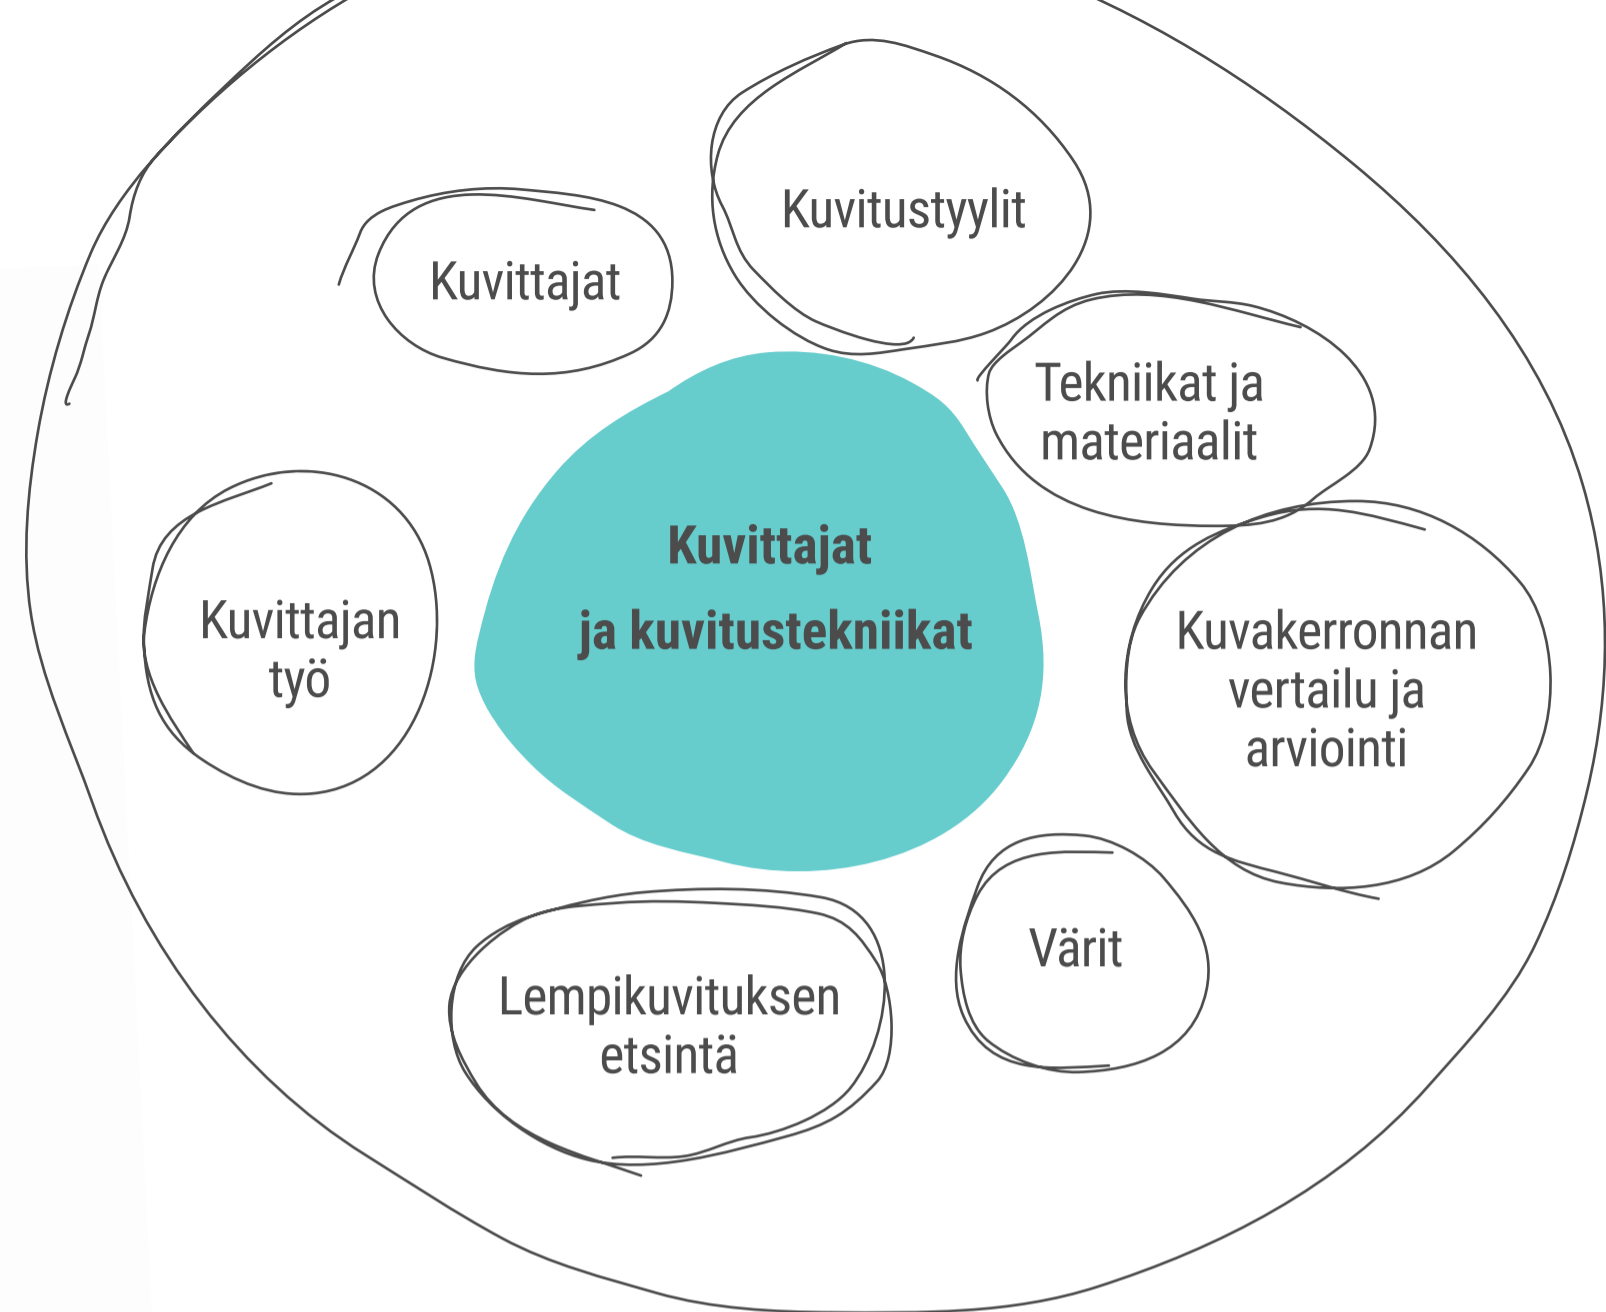 Kuvitustyylit
Kuvittajat
Tekniikat ja
materiaalit
Kuvittajat
ja kuvitustekniikat
Kuvittajan
työ
Kuvakerronnan
vertailu ja
arviointi
Värit
Lempikuvituksen
etsintä